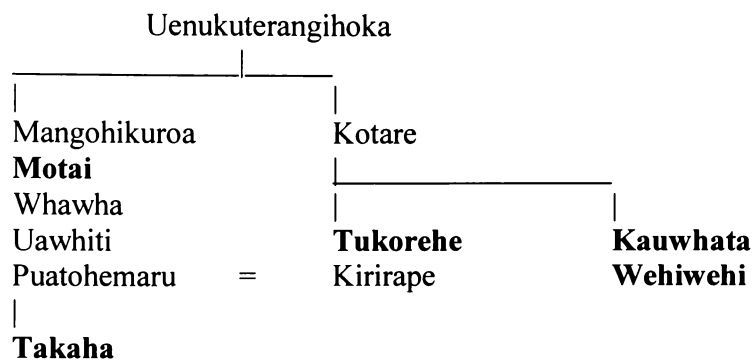 Uenukuterangihoka
Mangohikuroa Kotare
Motai
Whawha
Uawhiti Tukorehe Kauwhata
Puatohemaru = Kirirape Wehiwehi
Takaha